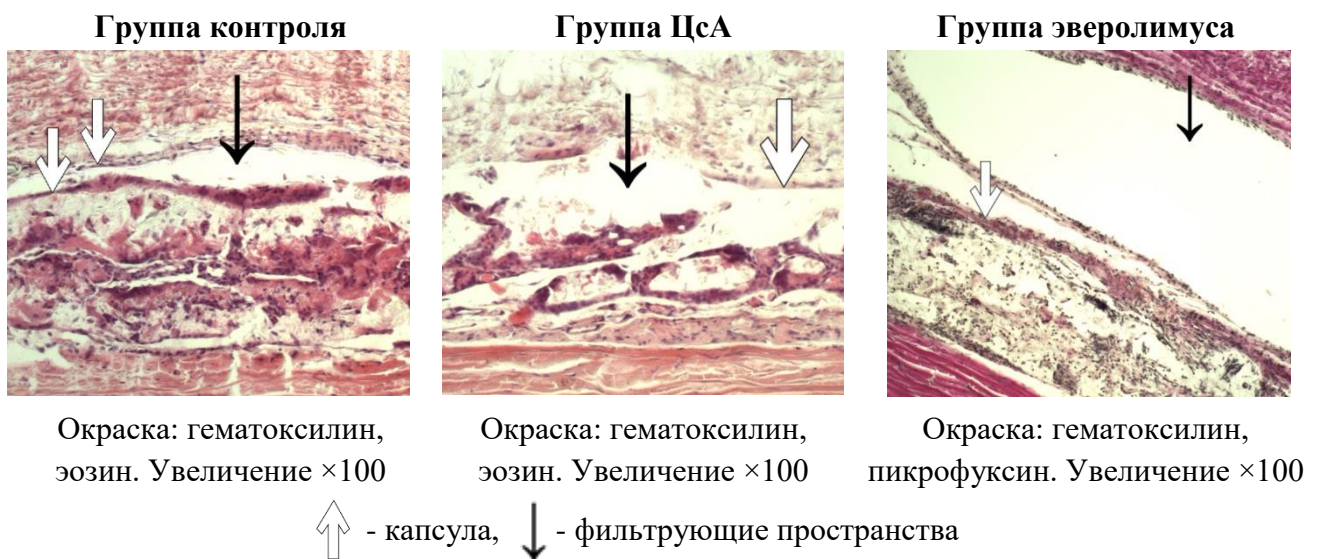 Группа контроля
Группа ЦсА
Группа эверолимуса
Окраска: гематоксилин,
эозин. Увеличение ×100
Окраска: гематоксилин,
эозин. Увеличение ×100
Окраска: гематоксилин,
пикрофуксин. Увеличение ×100
- капсула,
- фильтрующие пространства